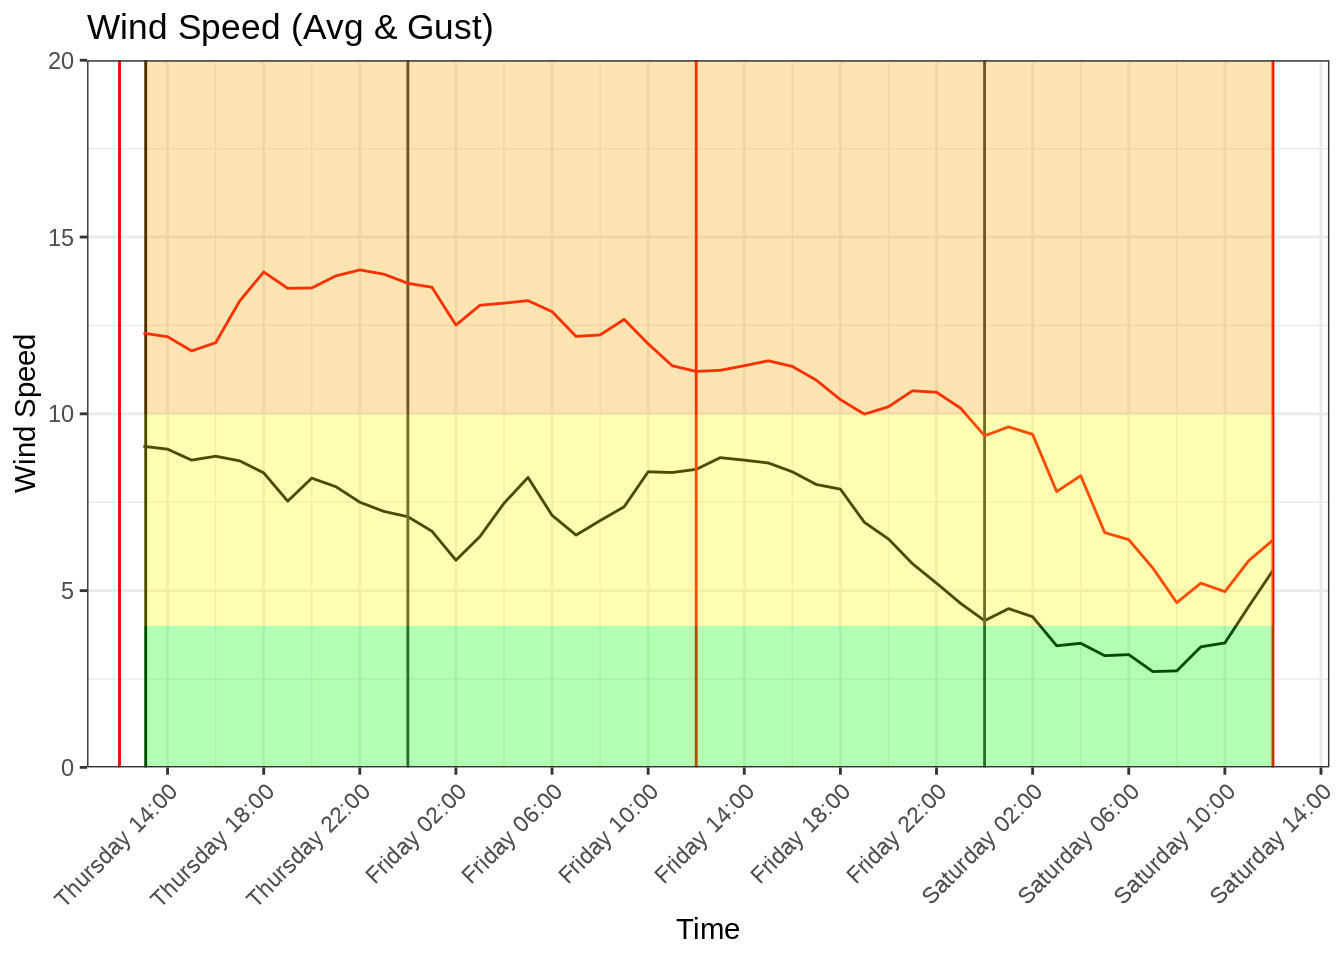 Wind Speed (Avg & Gust)
20
15
10
5
0
Wind Speed
Thursday 14:00
Thursday 18:00
Thursday 22:00
Friday 02:00
Friday 06:00
Friday 10:00
Friday 14:00
Friday 18:00
Friday 22:00
Saturday 02:00
Saturday 06:00
Saturday 10:00
Saturday 14:00
Time